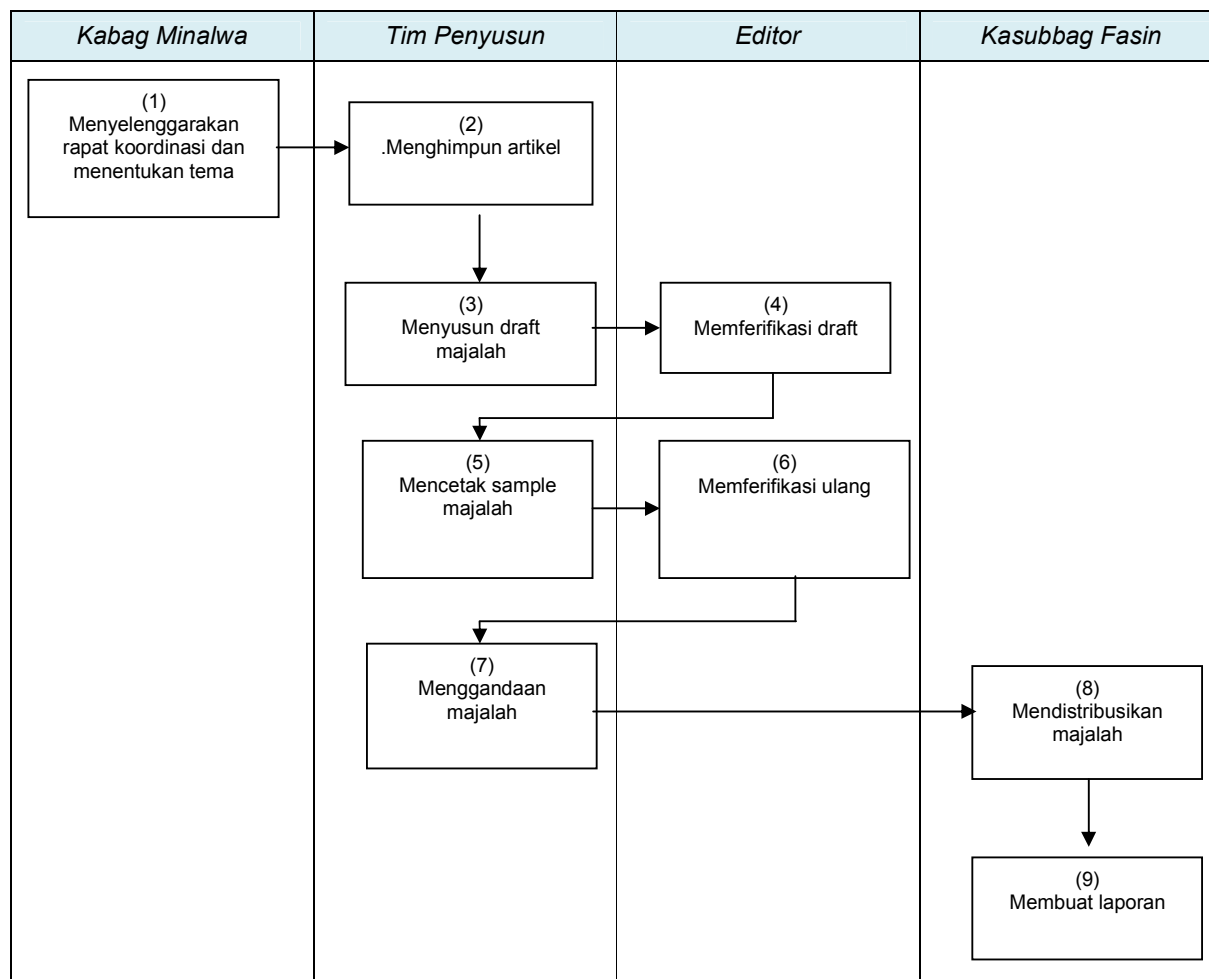 Kabag Minalwa
Tim Penyusun
Editor
Kasubbag Fasin
(1)
Menyelenggarakan
rapat koordinasi dan
menentukan tema
(2)
.Menghimpun artikel
(3)
Menyusun draft
majalah
(4)
Memferifikasi draft
(5)
Mencetak sample
majalah
(6)
Memferifikasi ulang
(7)
Menggandaan
majalah
(8)
Mendistribusikan
majalah
(9)
Membuat laporan